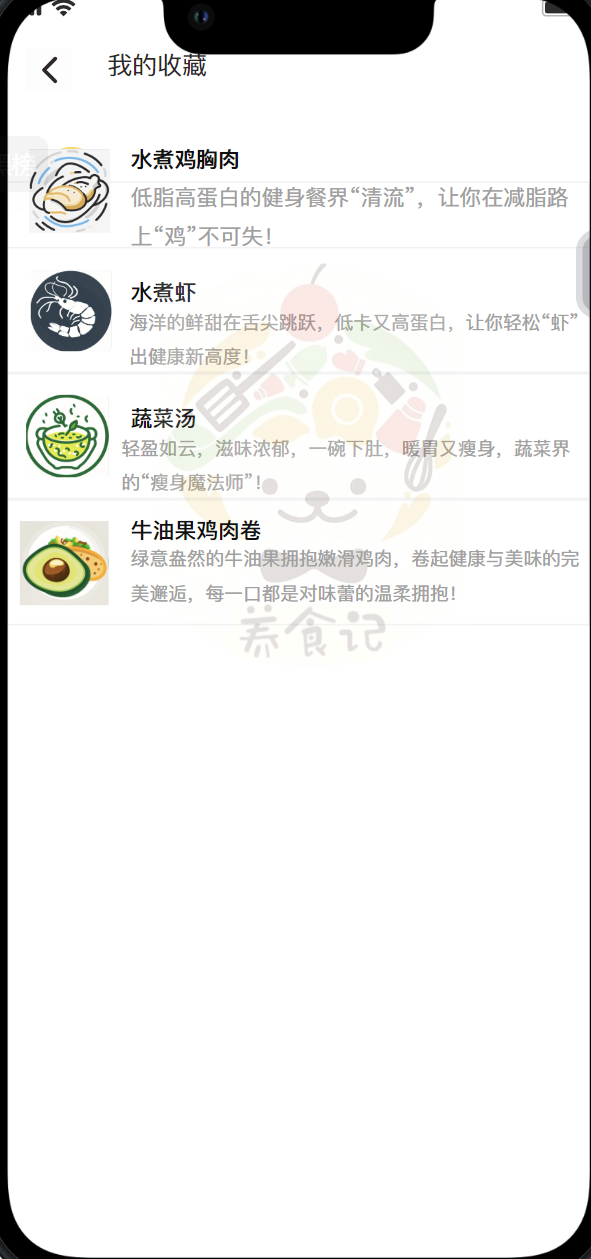 我的收藏
榜
水煮鸡胸肉
低脂高蛋白的健身餐界“清流”，让你在减脂路
上“鸡”不可失！
水煮虾
海洋的鲜甜在舌尖跳跃，低卡又高蛋白，让你轻松“虾”
出健康新高度！
蔬菜汤
轻盈如云，滋味浓郁，一碗下肚，暖胃又瘦身，蔬菜界
的“瘦身魔法师”！
牛油果鸡肉卷
绿意盎然的牛油果拥抱嫩滑鸡肉，卷起健康与美味的完
美邂逅，每一口都是对味蕾的温柔拥抱！
养食记